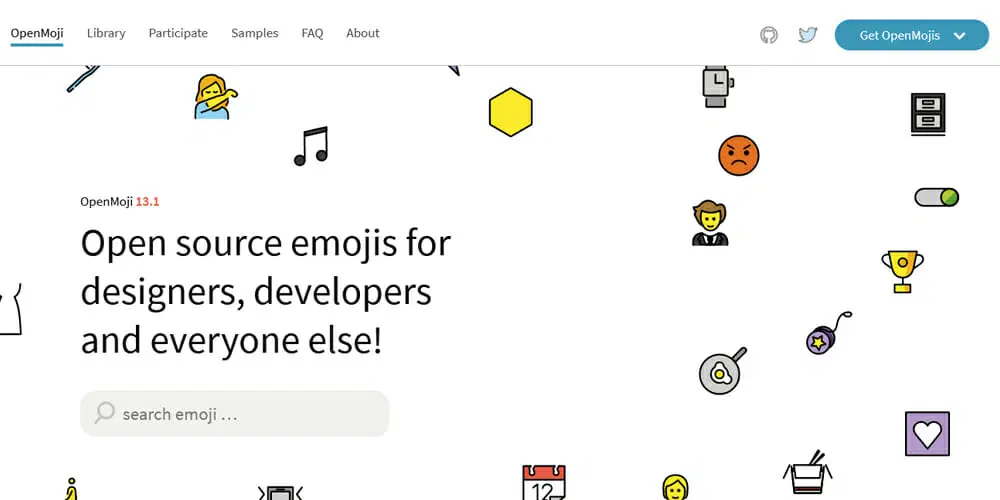 OpenMoji
Library
Participate
Samples
FAQ
About
Get OpenMojis
OpenMoji 13.1
Open source emojis for
designers, developers
and everyone else!
search emoji …
12